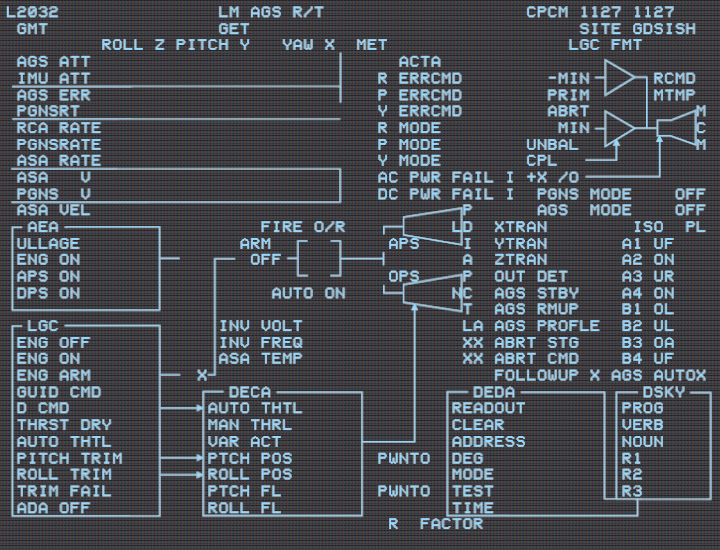 L2032 LM AGS R/T CPCM 1127 1127
GMT GET SITE GDSISH
ROLL Z PITCH Y YAW X MET LGC FMT
AGS ATT ACTA
IMU ATT R ERRCMD -MIN RCMD
AGS ERR P ERRCMD PRIM MTMP
PGNSRT Y ERRCMD ABRT M
RCA RATE R MODE MIN C
PGNSRATE P MODE UNBAL M
ASA RATE Y MODE CPL
ASA V AC PWR FAIL I +X /O
PGNS V DC PWR FAIL I PGNS MODE OFF
ASA VEL P AGS MODE OFF
AEA FIRE O/R LD XTRAN ISO PL
ULLAGE ARM APS I YTRAN A1 UF
ENG ON OFF A ZTRAN A2 ON
APS ON OPS P OUT DET A3 UR
DPS ON AUTO ON NC AGS STBY A4 ON
T AGS RMUP B1 OL
LGC INV VOLT LA AGS PROFLE B2 UL
ENG OFF INV FREQ XX ABRT STG B3 OA
ENG ON ASA TEMP XX ABRT CMD B4 UF
ENG ARM X FOLLOWUP X AGS AUTOX
GUID CMD DECA DEDA DSKY
D CMD AUTO THTL READOUT PROG
THRST DRY MAN THRL CLEAR VERB
AUTO THTL VAR ACT ADDRESS NOUN
PITCH TRIM PTCH POS PWNTO DEG R1
ROLL TRIM ROLL POS MODE R2
TRIM FAIL PTCH FL PWNTO TEST R3
ADA OFF ROLL FL TIME
R FACTOR